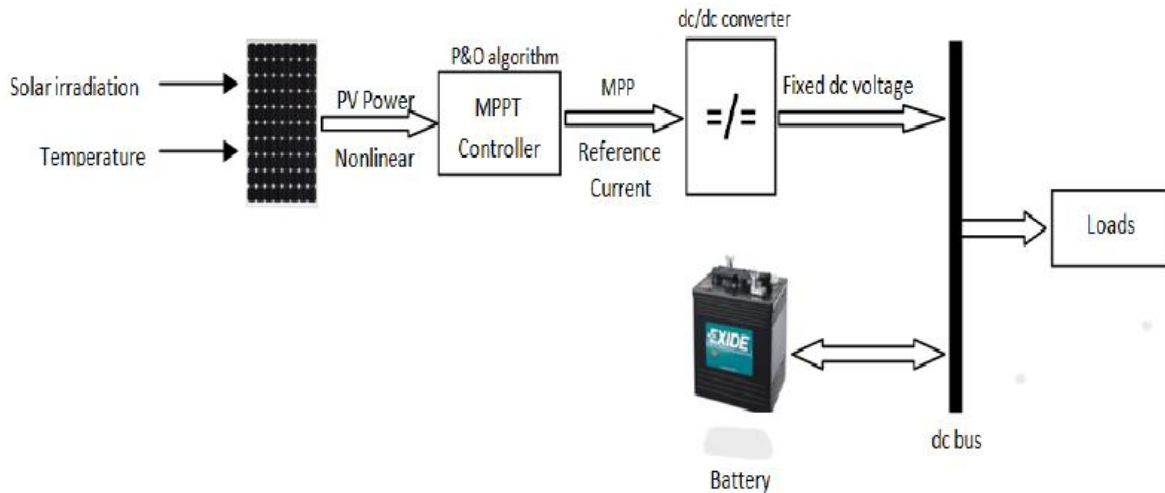 dc/dc converter
P&O algorithm
Solar irradiation
Temperature
PV Power
Nonlinear
MPPT
Controller
MPP
Reference
Current
=/=
Fixed dc voltage
Loads
EXIDE
Battery
dc bus